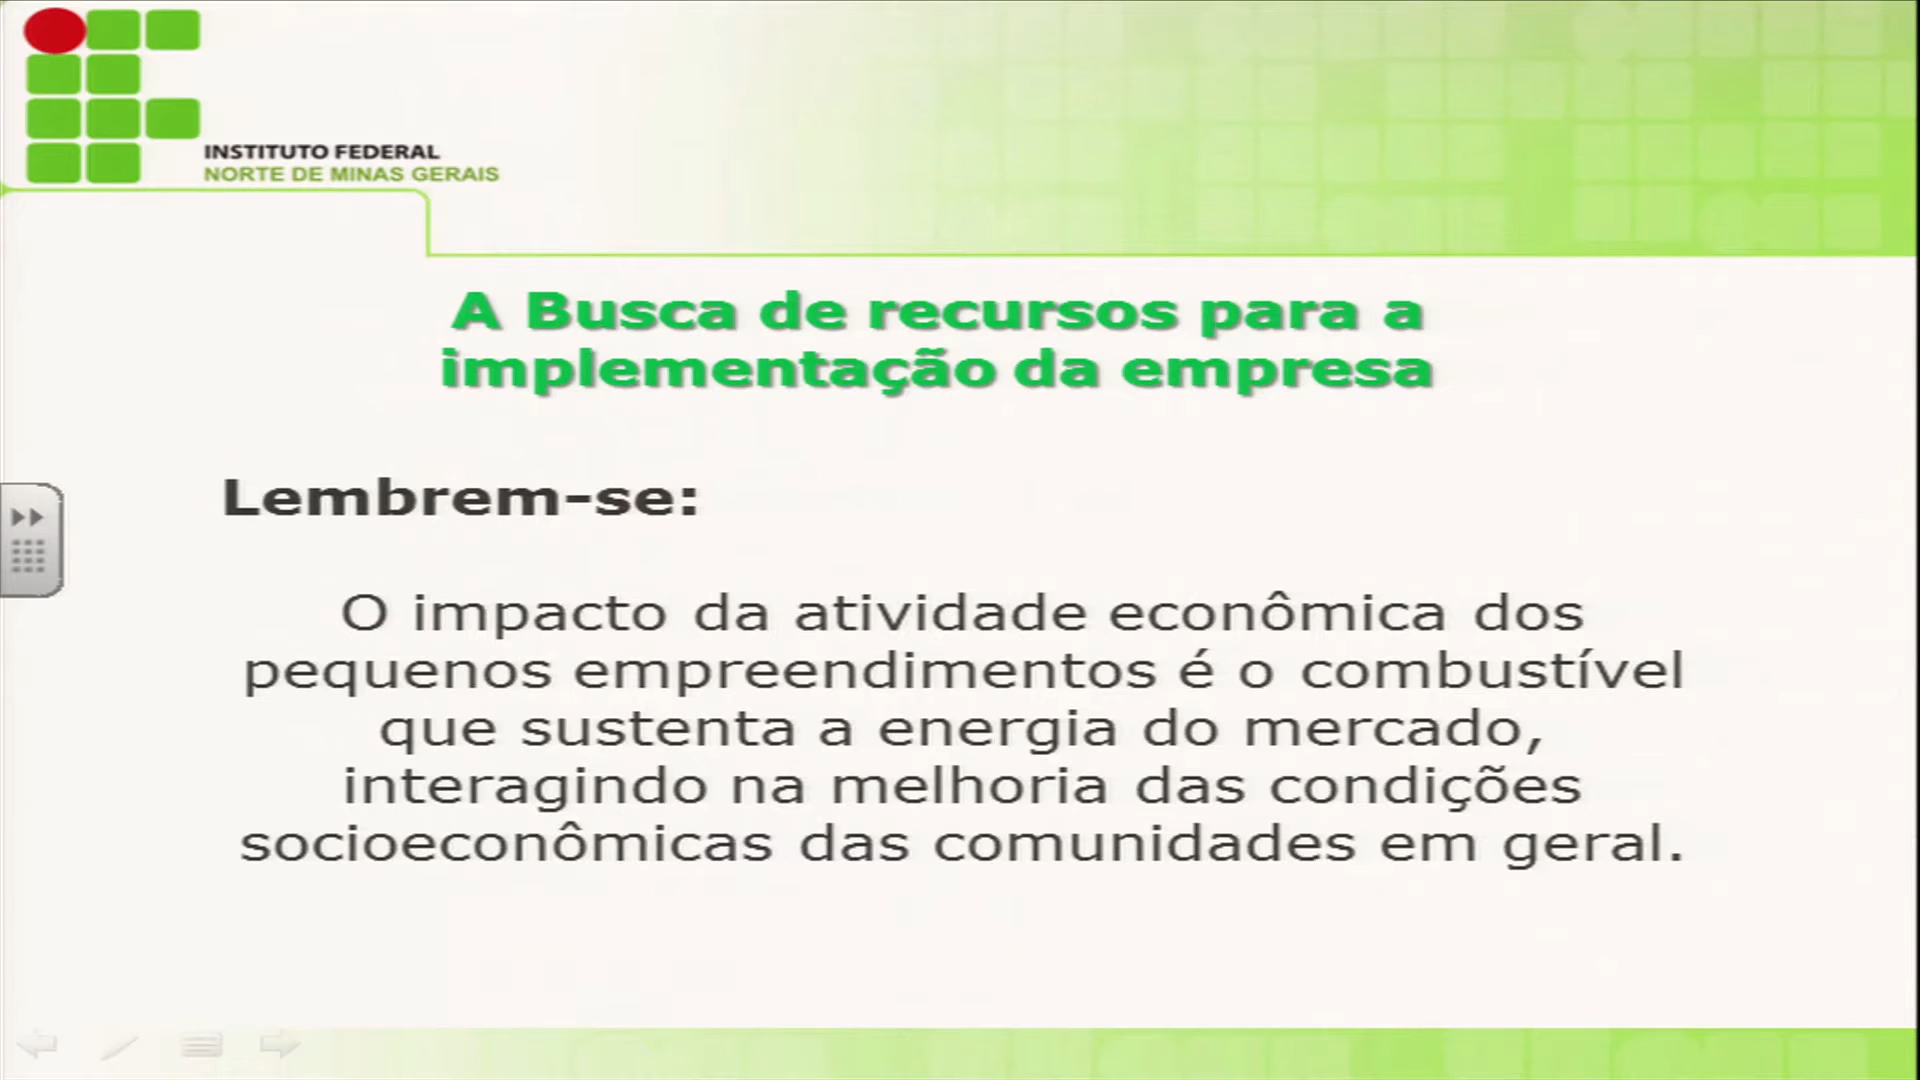 INSTITUTO FEDERAL
NORTE DE MINAS GERAIS
A Busca de recursos para a
implementação da empresa
Lembrem-se:
O impacto da atividade econômica dos
pequenos empreendimentos é o combustível
que sustenta a energia do mercado,
interagindo na melhoria das condições
socioeconômicas das comunidades em geral.